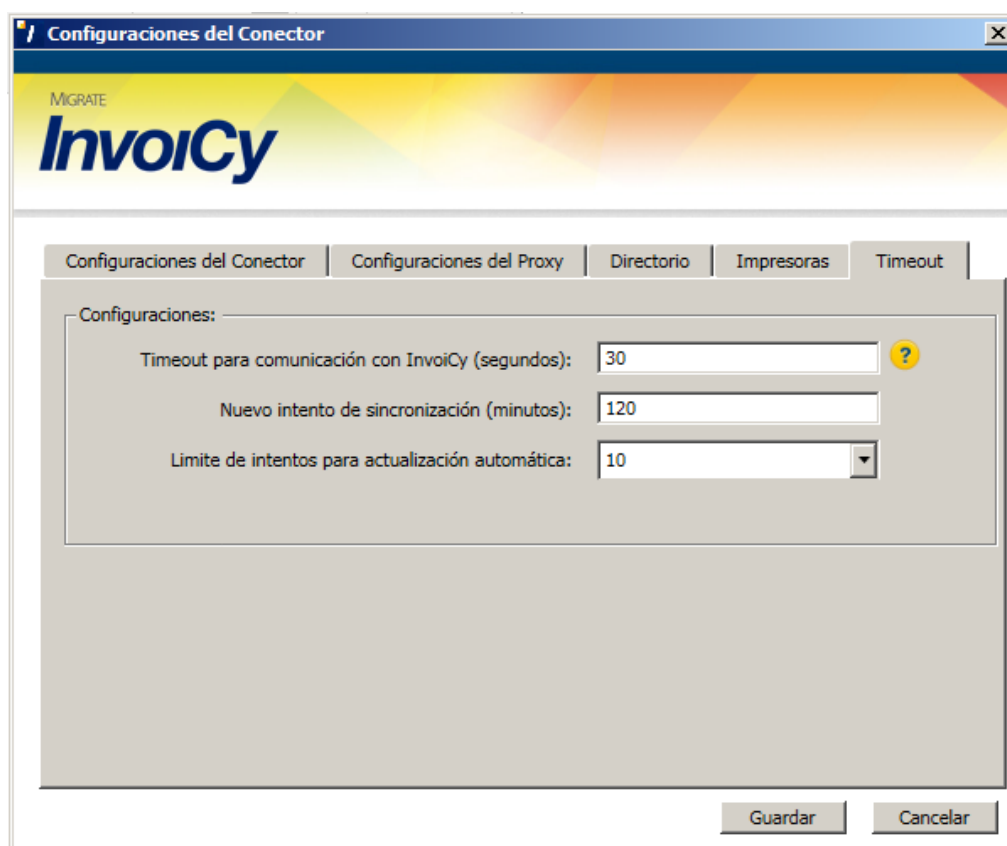 Configuraciones del Conector
MIGRATE
InvoiCy
Configuraciones del Conector Configuraciones del Proxy Directorio Impresoras Timeout
Configuraciones:
Timeout para comunicación con InvoiCy (segundos): 30 ?
Nuevo intento de sincronización (minutos): 120
Limite de intentos para actualización automática: 10
Guardar Cancelar